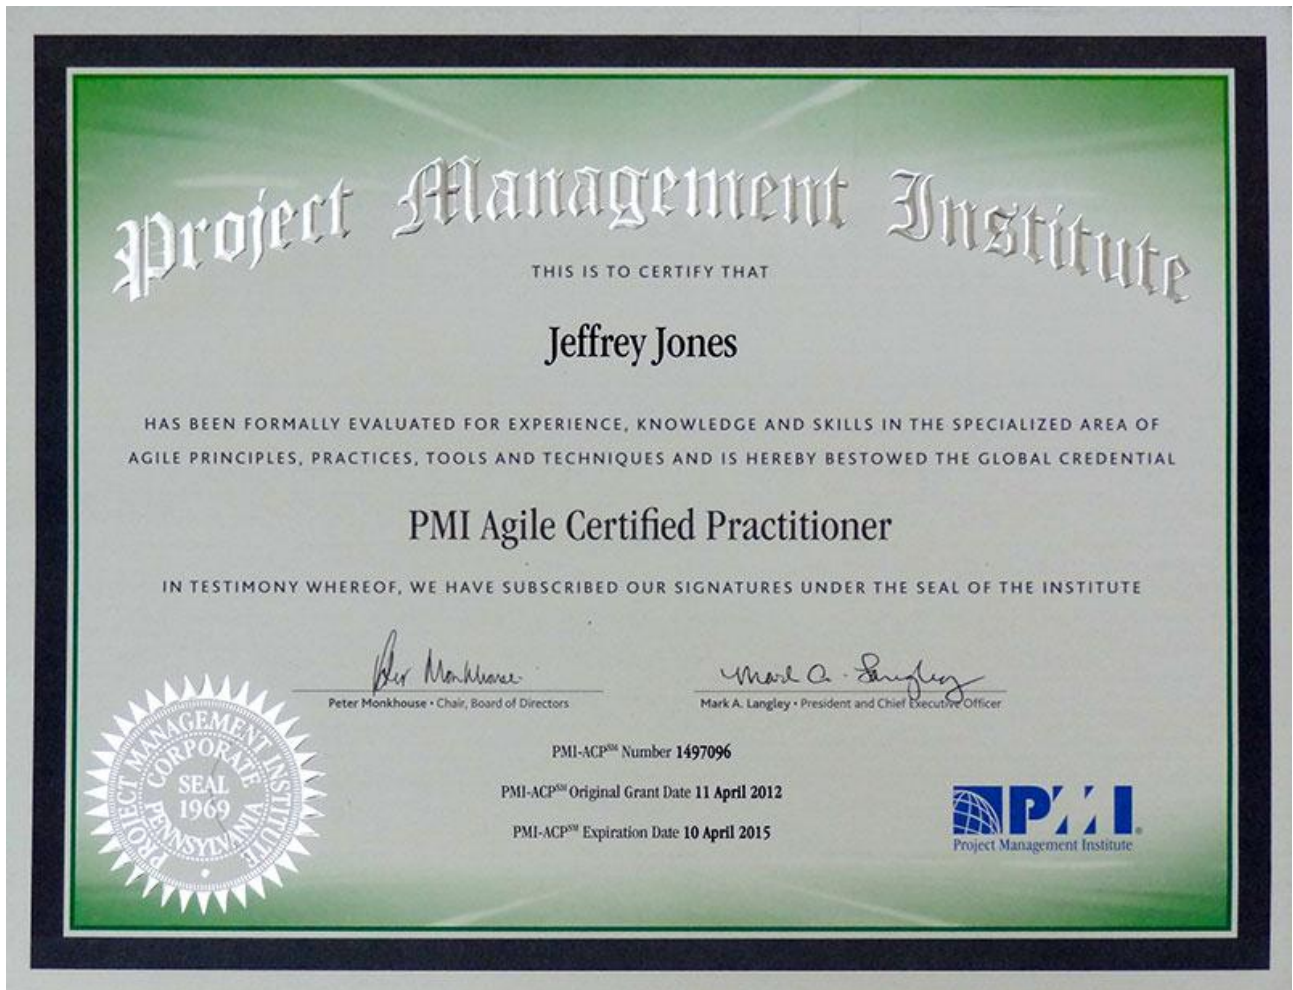 Project Management Institute
THIS IS TO CERTIFY THAT
Jeffrey Jones
HAS BEEN FORMALLY EVALUATED FOR EXPERIENCE, KNOWLEDGE AND SKILLS IN THE SPECIALIZED AREA OF
AGILE PRINCIPLES, PRACTICES, TOOLS AND TECHNIQUES AND IS HEREBY BESTOWED THE GLOBAL CREDENTIAL
PMI Agile Certified Practitioner
IN TESTIMONY WHEREOF, WE HAVE SUBSCRIBED OUR SIGNATURES UNDER THE SEAL OF THE INSTITUTE
Peter Monkhouse Mark A. Langley
Peter Monkhouse • Chair, Board of Directors
Mark A. Langley • President and Chief Executive Officer
PMI-ACP℠ Number 1497096
PMI-ACP℠ Original Grant Date 11 April 2012
PMI-ACP℠ Expiration Date 10 April 2015
PROJECT MANAGEMENT INSTITUTE
CORPORATE
SEAL
1969
PENNSYLVANIA
PMI®
Project Management Institute